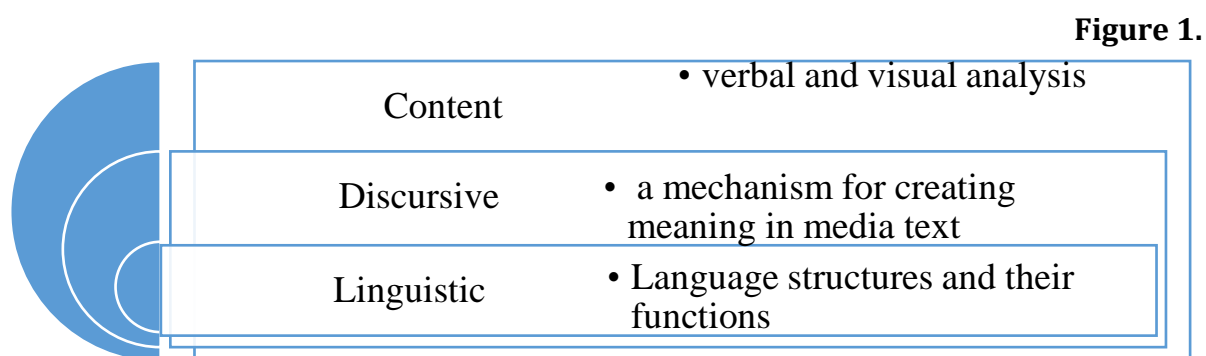 Figure 1.
Content
• verbal and visual analysis
Discursive
• a mechanism for creating
meaning in media text
Linguistic
• Language structures and their
functions